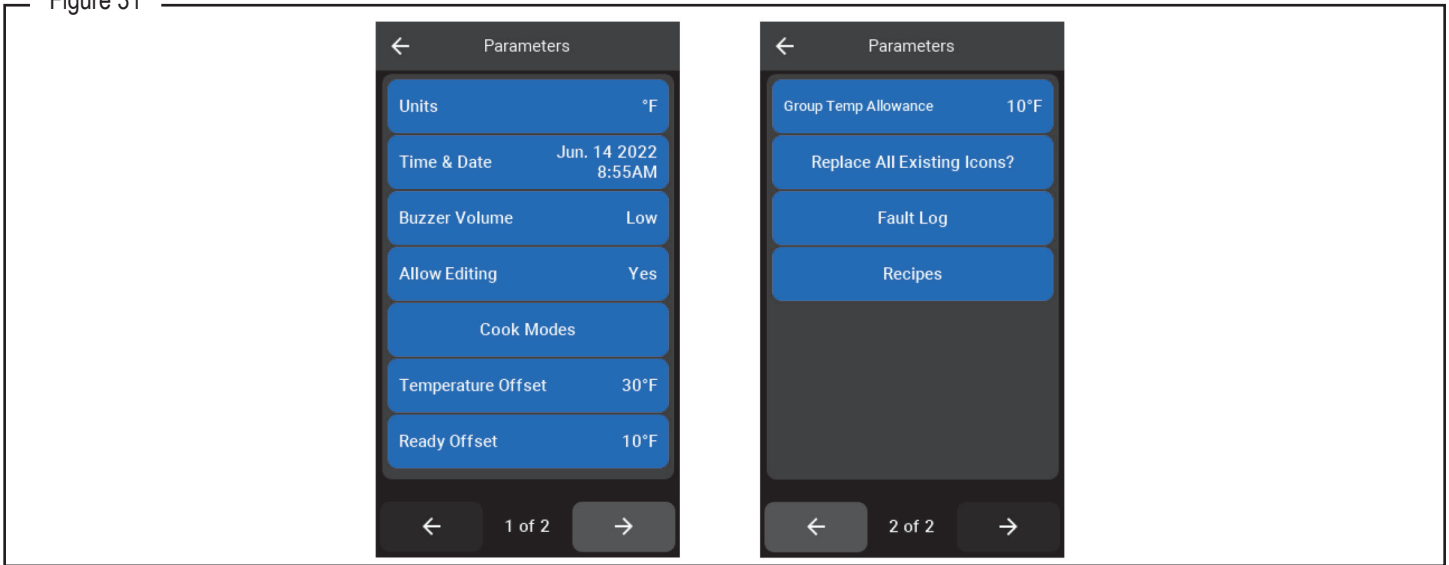 Figure 31
Parameters
Units °F
Time & Date Jun. 14 2022
8:55AM
Buzzer Volume Low
Allow Editing Yes
Cook Modes
Temperature Offset 30°F
Ready Offset 10°F
1 of 2
Parameters
Group Temp Allowance 10°F
Replace All Existing Icons?
Fault Log
Recipes
2 of 2